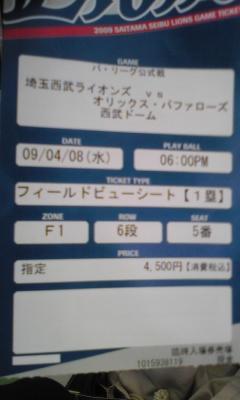 2009 SAITAMA SEIBU LIONS GAME TICKET
GAME
パ・リーグ公式戦
埼玉西武ライオンズ vs
オリックス・バファローズ
西武ドーム
DATE
PLAY BALL
09/04/08(水)
06:00PM
TICKET TYPE
フィールドビューシート【1塁】
ZONE
ROW
SEAT
F1
6段
5番
PRICE
指定
4,500円【消費税込】
1015938119
現金